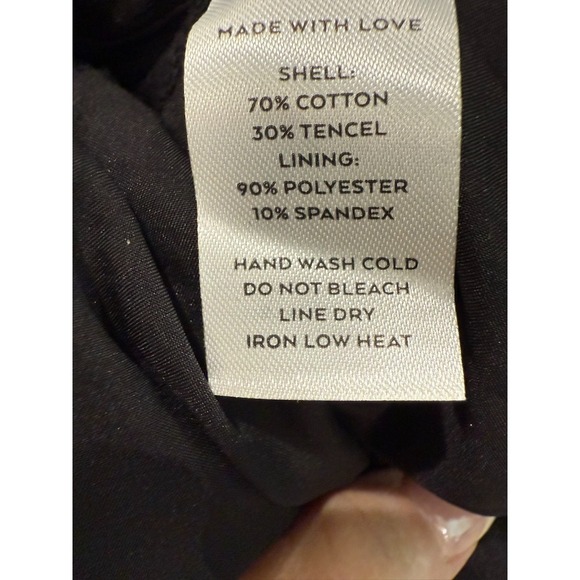 MADE WITH LOVE
SHELL:
70% COTTON
30% TENCEL
LINING:
90% POLYESTER
10% SPANDEX
HAND WASH COLD
DO NOT BLEACH
LINE DRY
IRON LOW HEAT